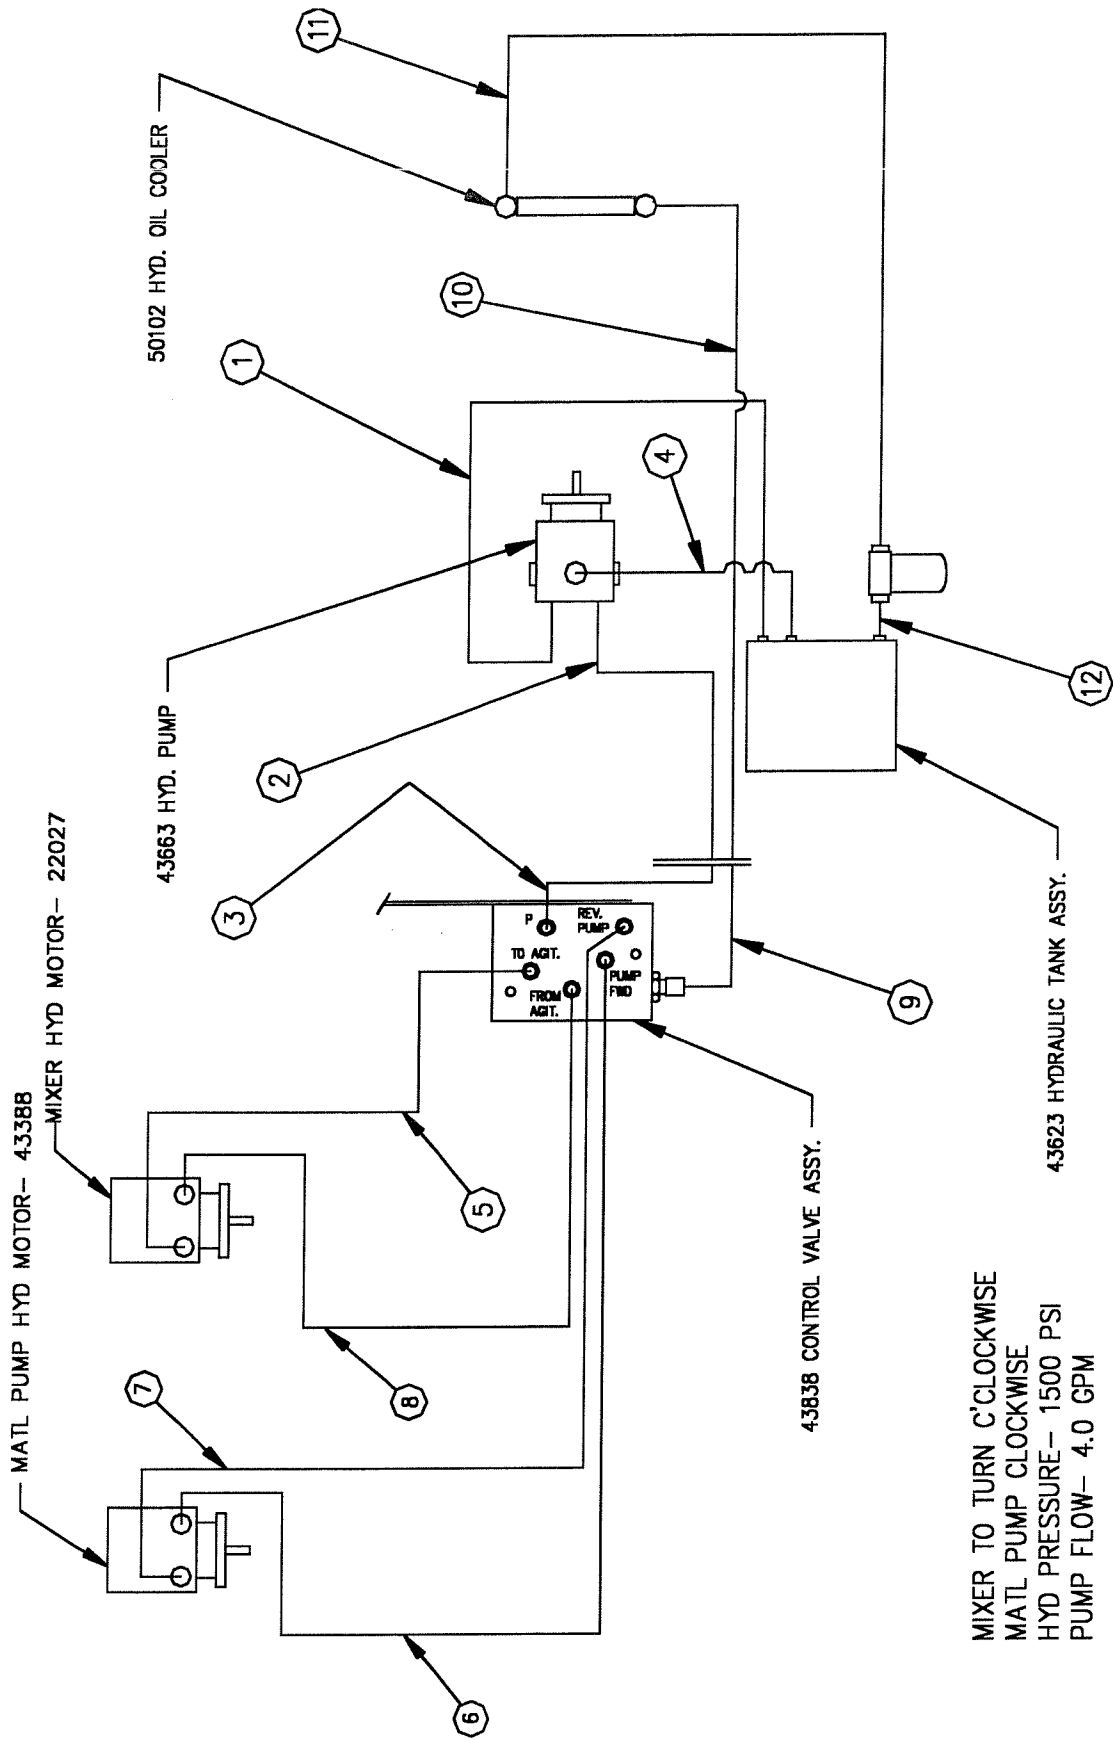 MATL PUMP HYD MOTOR- 43388
MIXER HYD MOTOR- 22027
43663 HYD. PUMP
50102 HYD. OIL COOLER
7
8
5
6
3
2
1
10
11
4
9
12
P
REV.
PUMP
TO AGIT.
FROM
AGIT.
PUMP
FWD
43838 CONTROL VALVE ASSY.
43623 HYDRAULIC TANK ASSY.
MIXER TO TURN C'CLOCKWISE
MATL PUMP CLOCKWISE
HYD PRESSURE- 1500 PSI
PUMP FLOW- 4.0 GPM